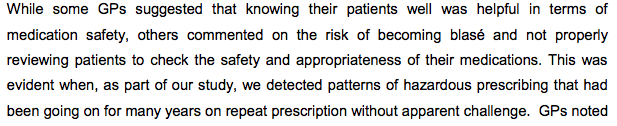 While some GPs suggested that knowing their patients well was helpful in terms of
medication safety, others commented on the risk of becoming blasé and not properly
reviewing patients to check the safety and appropriateness of their medications. This was
evident when, as part of our study, we detected patterns of hazardous prescribing that had
been going on for many years on repeat prescription without apparent challenge.  GPs noted